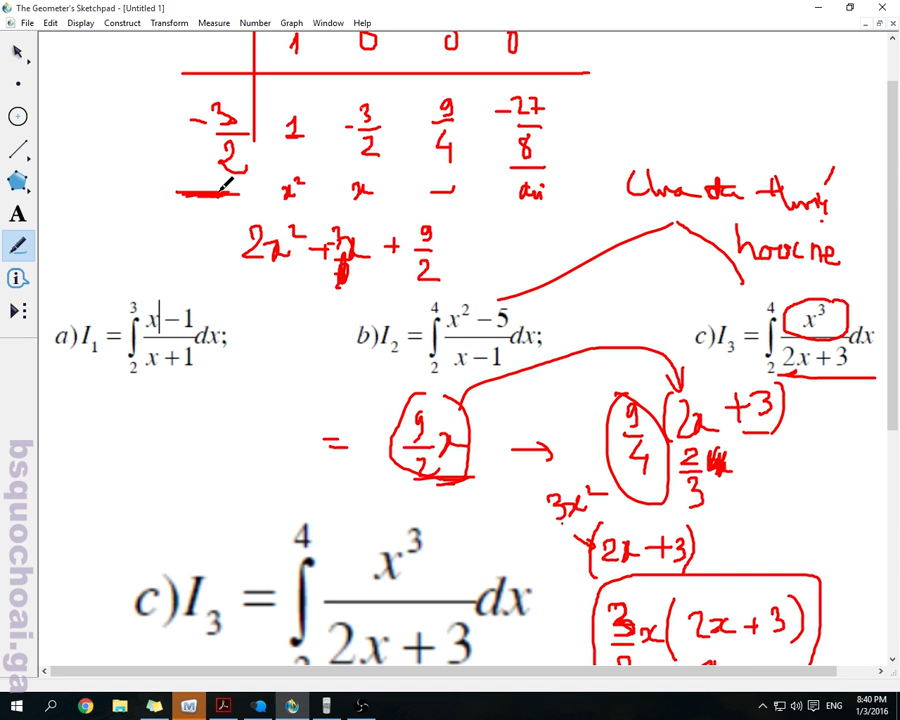 The Geometer's Sketchpad - [Untitled 1]
File Edit Display Construct Transform Measure Number Graph Window Help
1 0 0 0
-3/2 1 -3/2 9/4 -27/8
x² x
2x² + -3x + 9/2
hoocne
a) I₁ = ∫₂³ (x-1)/(x+1) dx;
b) I₂ = ∫₂⁴ (x² - 5)/(x - 1) dx;
c) I₃ = ∫₂⁴ x³/(2x + 3) dx
= 9/2 x → 9/4 (2x + 3)
2/3
3x²
(2x + 3)
c) I₃ = ∫ ⁴ x³/(2x + 3) dx
x(2x + 3)
bsquochoai.ga
ENG
8:40 PM
1/3/2016